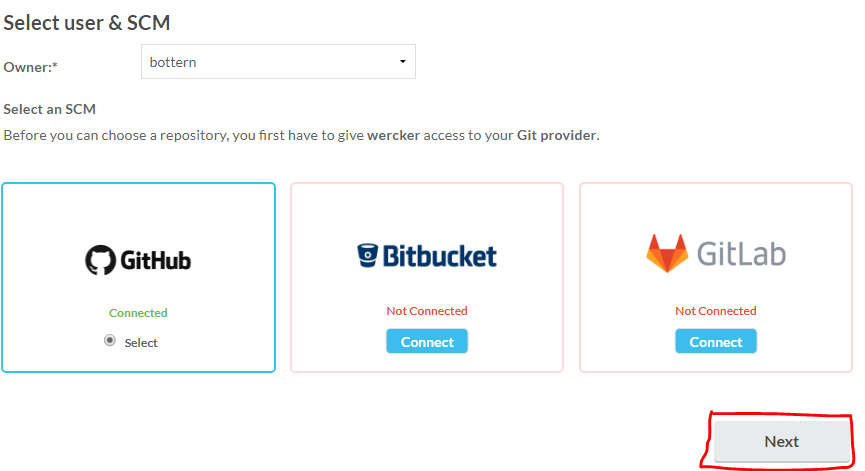 Select user & SCM
Owner:* bottern
Select an SCM
Before you can choose a repository, you first have to give wercker access to your Git provider.
GitHub Bitbucket GitLab
Connected Not Connected Not Connected
Select Connect Connect
Next